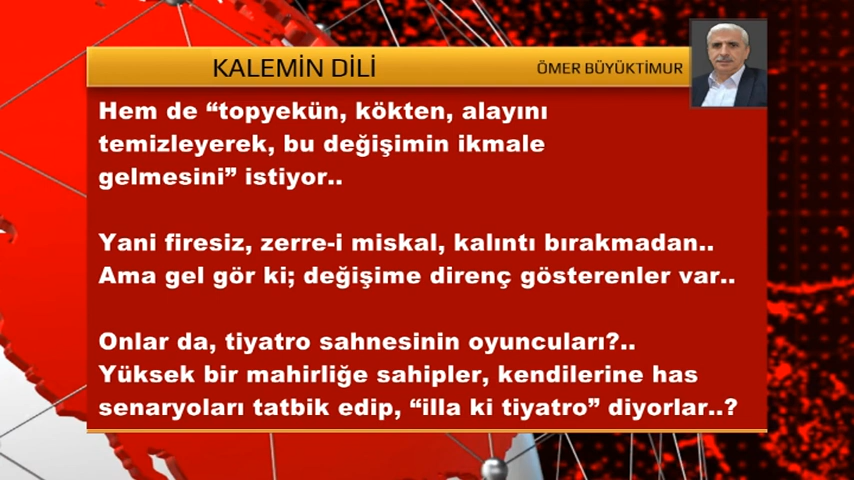 KALEMİN DİLİ
ÖMER BÜYÜKTİMUR
Hem de “topyekün, kökten, alayını
temizleyerek, bu değişimin ikmale
gelmesini” istiyor..
Yani firesiz, zerre-i miskal, kalıntı bırakmadan..
Ama gel gör ki; değişime direnç gösterenler var..
Onlar da, tiyatro sahnesinin oyuncuları?..
Yüksek bir mahirliğe sahipler, kendilerine has
senaryoları tatbik edip, “illa ki tiyatro” diyorlar..?